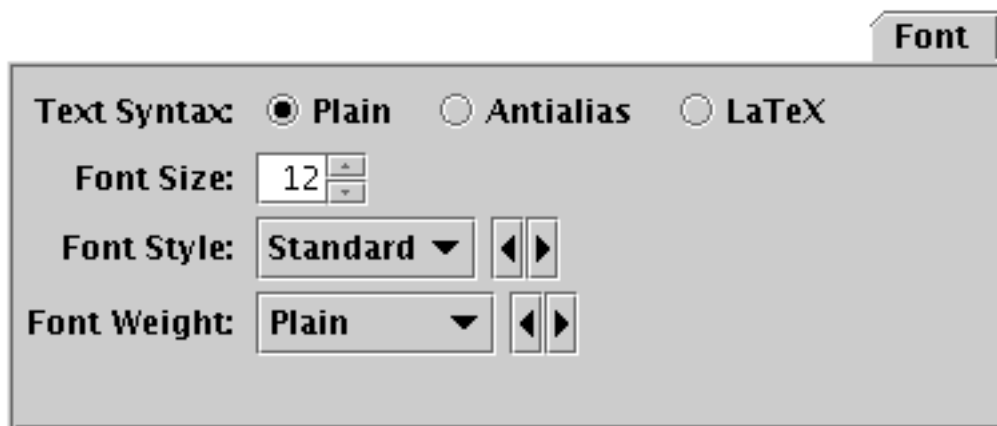 Font
Text Syntax: Plain Antialias LaTeX
Font Size: 12
Font Style: Standard
Font Weight: Plain